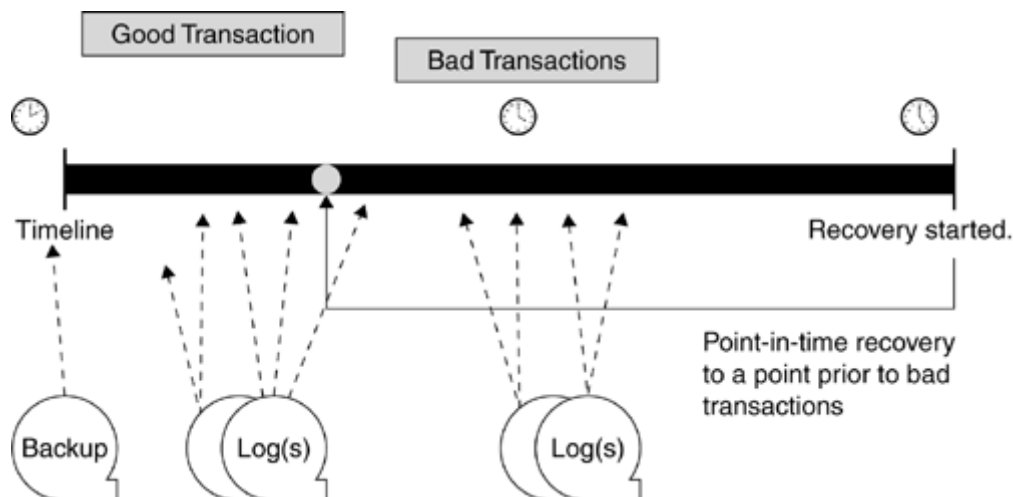 Good Transaction
Bad Transactions
Timeline
Recovery started.
Point-in-time recovery
to a point prior to bad
transactions
Backup
Log(s)
Log(s)